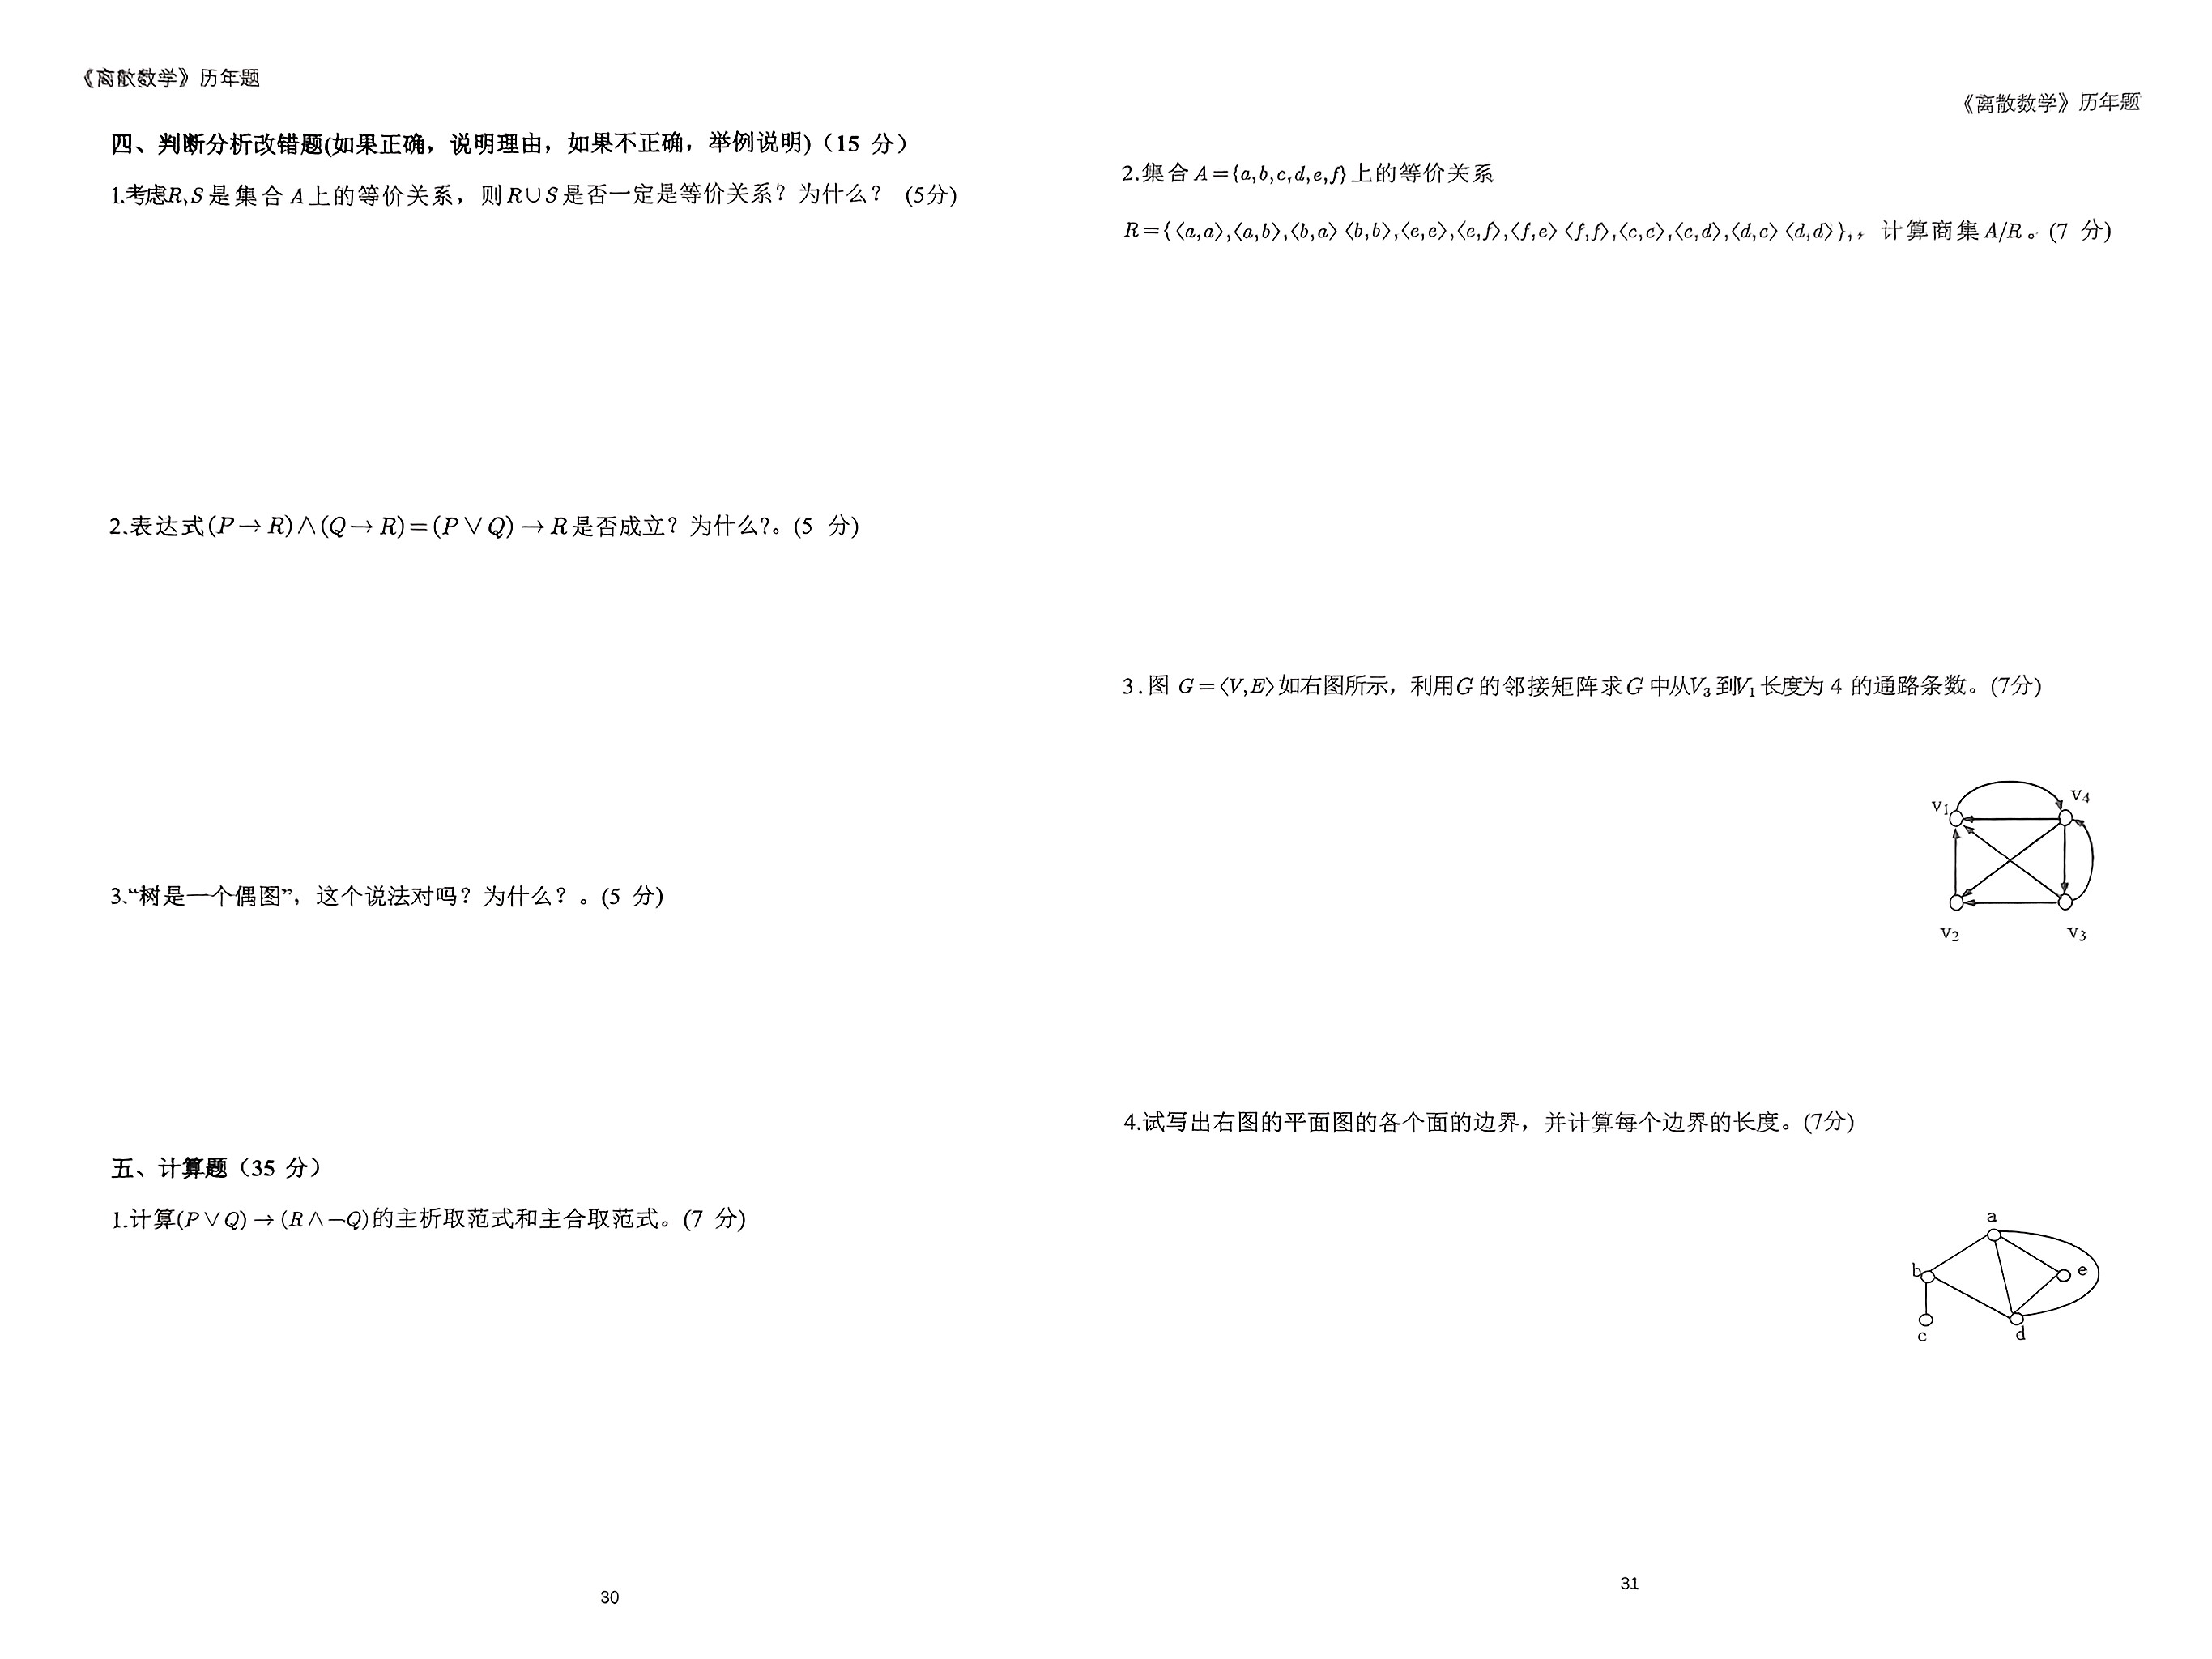 《离散数学》历年题
四、判断分析改错题(如果正确，说明理由，如果不正确，举例说明)（15 分）
1.考虑R,S是集合A上的等价关系，则R∪S是否一定是等价关系？为什么？ (5分)
2.表达式(P→R)∧(Q→R)=(P∨Q)→R是否成立？为什么?。(5 分)
3.“树是一个偶图”，这个说法对吗？为什么？。(5 分)
五、计算题（35 分）
1.计算(P∨Q)→(R∧¬Q)的主析取范式和主合取范式。(7 分)
30
《离散数学》历年题
2.集合A={a,b,c,d,e,f}上的等价关系
R={⟨a,a⟩,⟨a,b⟩,⟨b,a⟩⟨b,b⟩,⟨e,e⟩,⟨e,f⟩,⟨f,e⟩⟨f,f⟩,⟨c,c⟩,⟨c,d⟩,⟨d,c⟩⟨d,d⟩},，计算商集A/R。(7 分)
3.图 G=⟨V,E⟩如右图所示，利用G的邻接矩阵求G中从V₃到V₁长度为 4 的通路条数。(7分)
v₁
v₄
v₂
v₃
4.试写出右图的平面图的各个面的边界，并计算每个边界的长度。(7分)
a
b
e
c
d
31